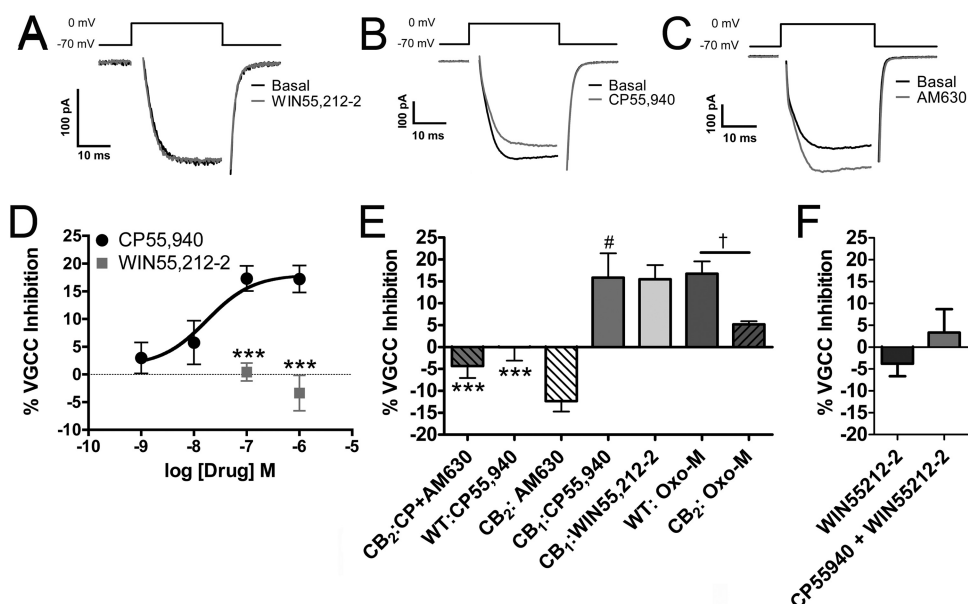 A
0 mV
-70 mV
Basal
WIN55,212-2
100 pA
10 ms
B
0 mV
-70 mV
Basal
CP55,940
100 pA
10 ms
C
0 mV
-70 mV
Basal
AM630
100 pA
10 ms
D
% VGCC Inhibition
25
20
15
10
5
0
-5
-10
CP55,940
WIN55,212-2
***
***
-10
-9
-8
-7
-6
-5
log [Drug] M
E
% VGCC Inhibition
25
20
15
10
5
0
-5
-10
-15
-20
***
***
#
†
CB2:CP+AM630
WT:CP55,940
CB2: AM630
CB1:CP55,940
CB1:WIN55,212-2
WT: Oxo-M
CB2: Oxo-M
F
% VGCC Inhibition
25
20
15
10
5
0
-5
-10
-15
-20
WIN55212-2
CP55940 + WIN55212-2